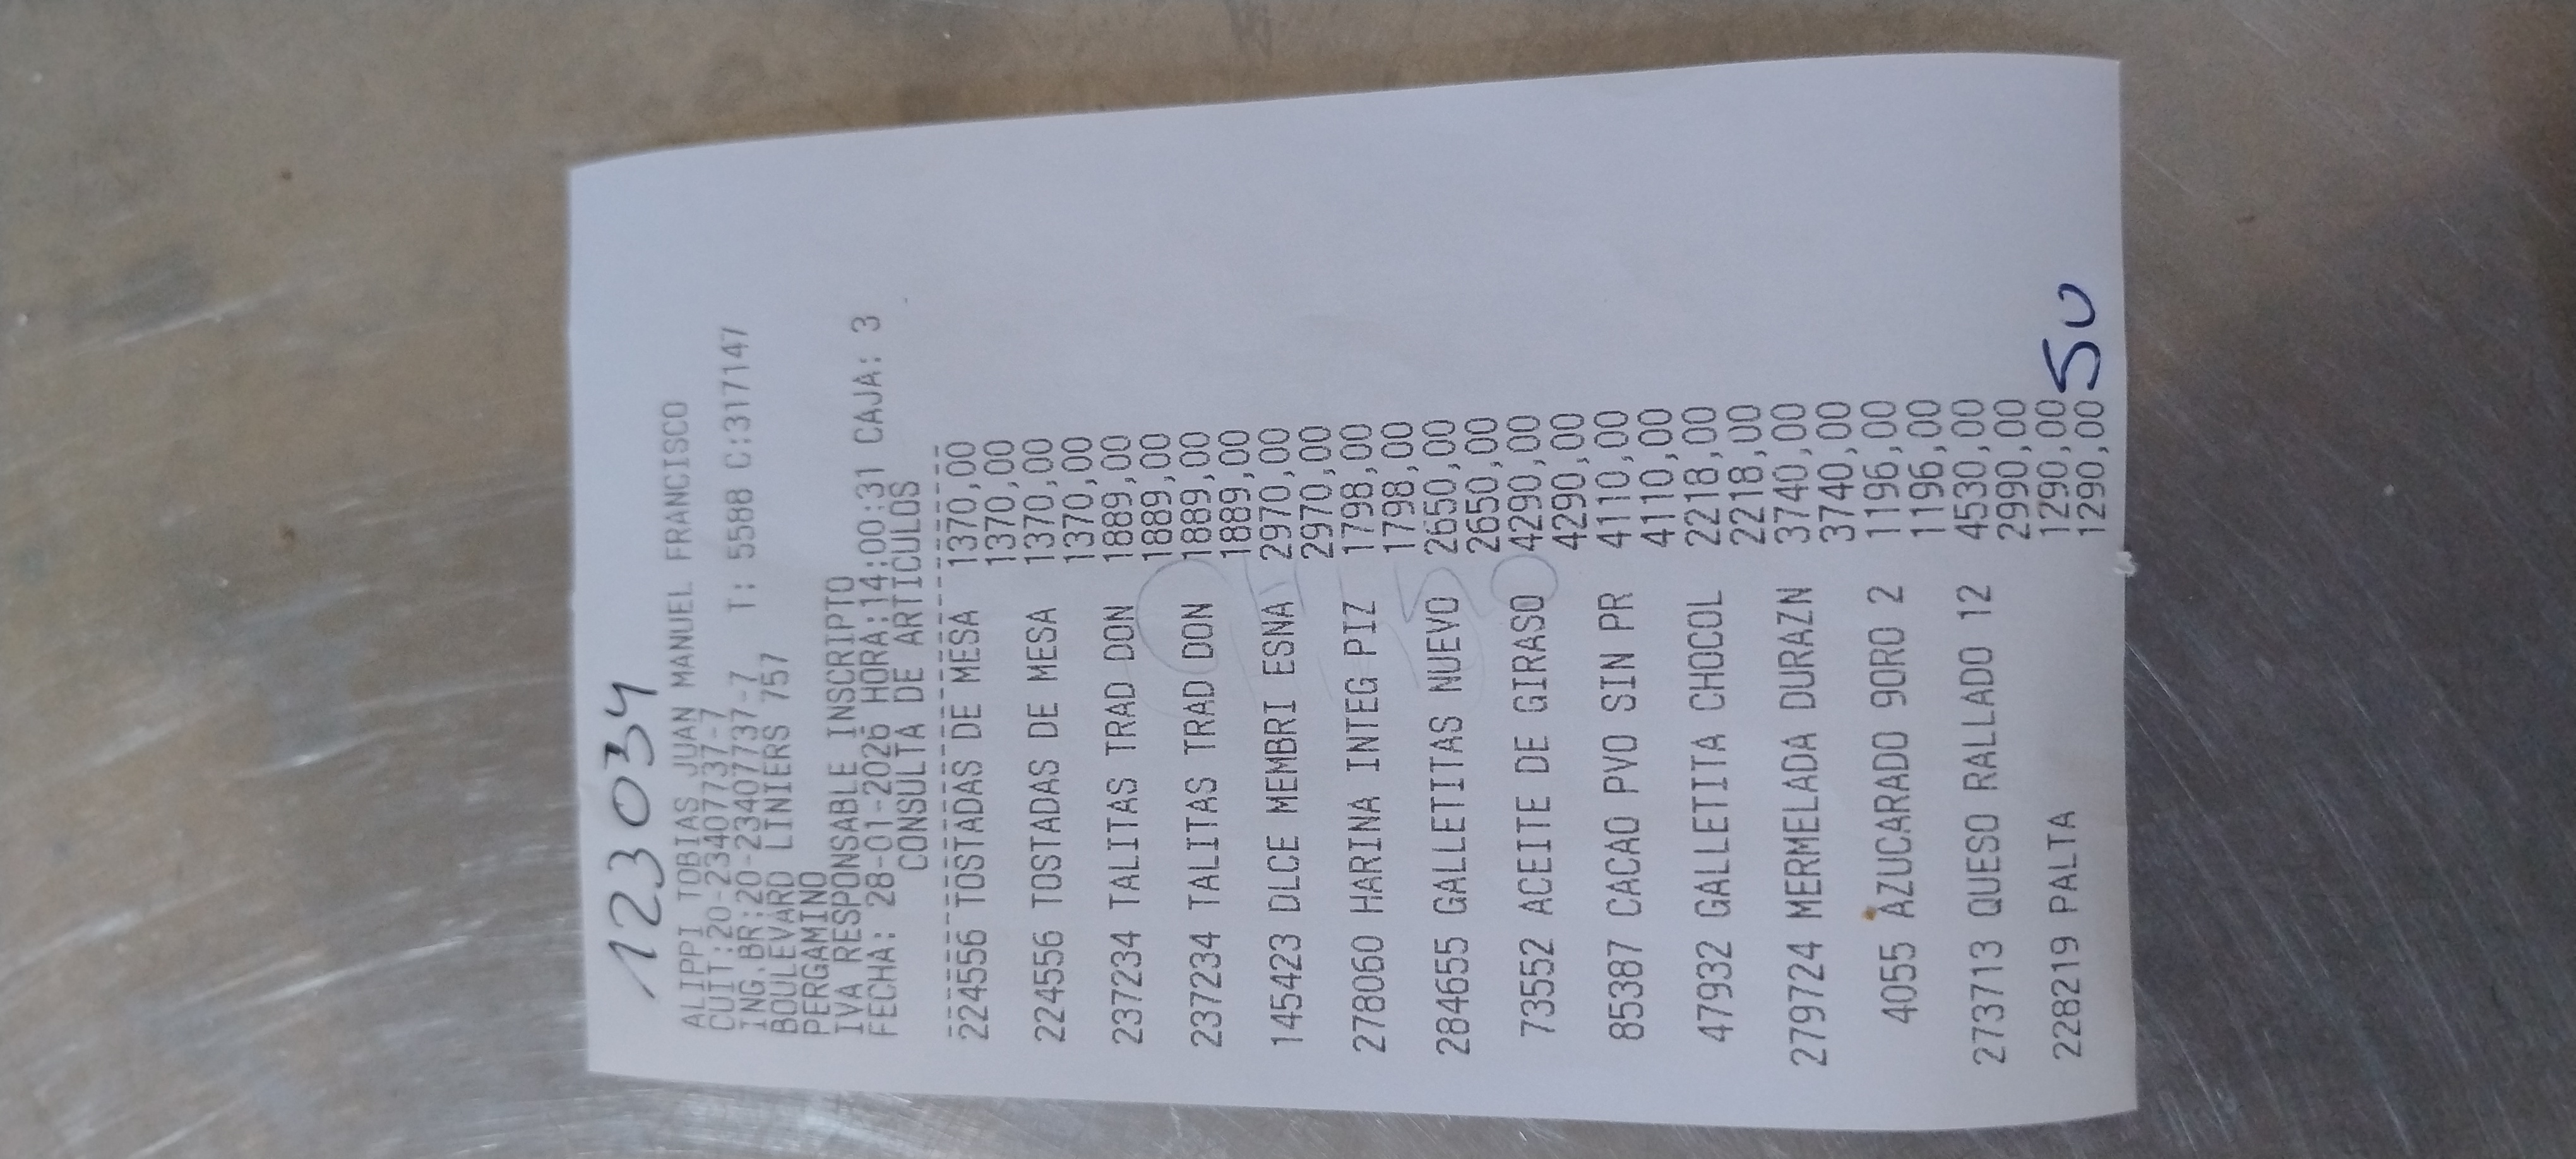 123034
ALIPPI TOBIAS JUAN MANUEL FRANCISCO
CUIT:20-23407737-7
ING.BR:20-23407737-7 T: 5588 C:317147
BOULEVARD LINIERS 757
PERGAMINO
IVA RESPONSABLE INSCRIPTO
FECHA: 28-01-2026 HORA:14:00:31 CAJA: 3
CONSULTA DE ARTICULOS
224556 TOSTADAS DE MESA 1370,00
1370,00
224556 TOSTADAS DE MESA 1370,00
1370,00
237234 TALITAS TRAD DON 1889,00
1889,00
237234 TALITAS TRAD DON 1889,00
1889,00
145423 DLCE MEMBRI ESNA 2970,00
2970,00
278060 HARINA INTEG PIZ 1798,00
1798,00
284655 GALLETITAS NUEVO 2650,00
2650,00
73552 ACEITE DE GIRASO 4290,00
4290,00
85387 CACAO PVO SIN PR 4110,00
4110,00
47932 GALLETITA CHOCOL 2218,00
2218,00
279724 MERMELADA DURAZN 3740,00
3740,00
4055 AZUCARADO 9ORO 2 1196,00
1196,00
273713 QUESO RALLADO 12 4530,00
2990,00
228219 PALTA 1290,00
1290,00 50